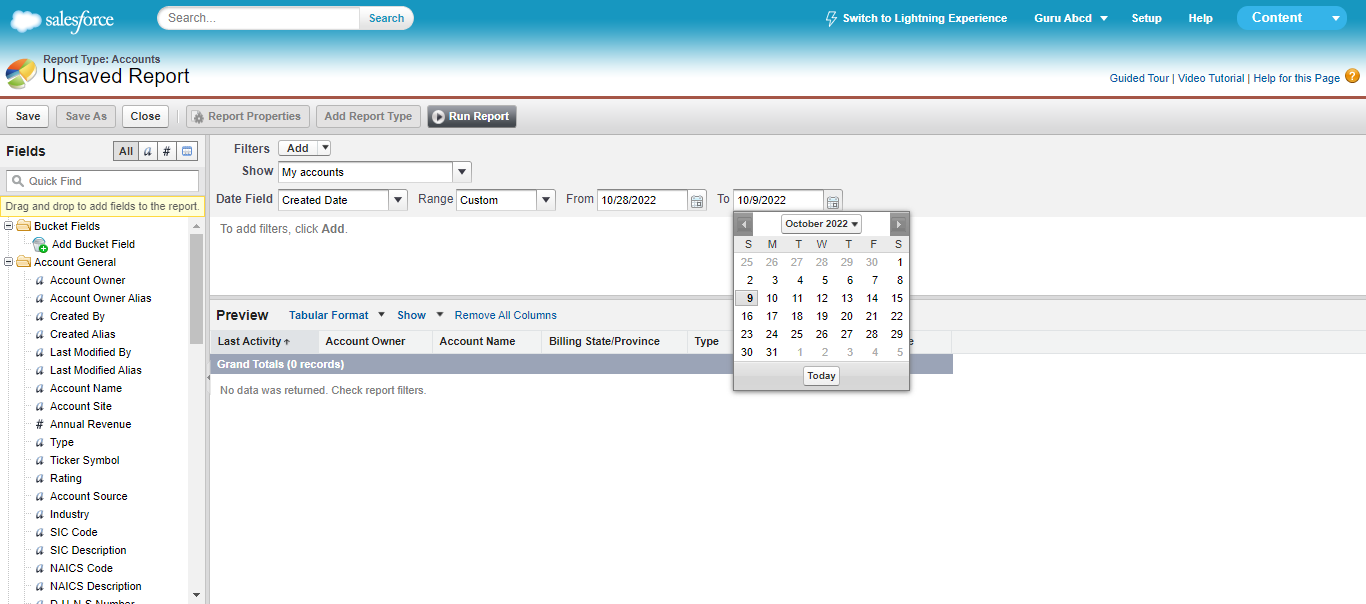 salesforce
Search...
Search
Switch to Lightning Experience
Guru Abcd
Setup
Help
Content
Report Type: Accounts
Unsaved Report
Guided Tour | Video Tutorial | Help for this Page ?
Save
Save As
Close
Report Properties
Add Report Type
Run Report
Fields
All
a
#
Quick Find
Drag and drop to add fields to the report.
Bucket Fields
Add Bucket Field
Account General
a Account Owner
a Account Owner Alias
a Created By
a Created Alias
a Last Modified By
a Last Modified Alias
a Account Name
a Account Site
# Annual Revenue
a Type
a Ticker Symbol
a Rating
a Account Source
a Industry
a SIC Code
a SIC Description
a NAICS Code
a NAICS Description
Filters Add
Show My accounts
Date Field Created Date Range Custom From 10/28/2022 To 10/9/2022
To add filters, click Add.
October 2022
S M T W T F S
25 26 27 28 29 30 1
2 3 4 5 6 7 8
9 10 11 12 13 14 15
16 17 18 19 20 21 22
23 24 25 26 27 28 29
30 31 1 2 3 4 5
Today
Preview
Tabular Format
Show
Remove All Columns
Last Activity Account Owner Account Name Billing State/Province Type
Grand Totals (0 records)
No data was returned. Check report filters.